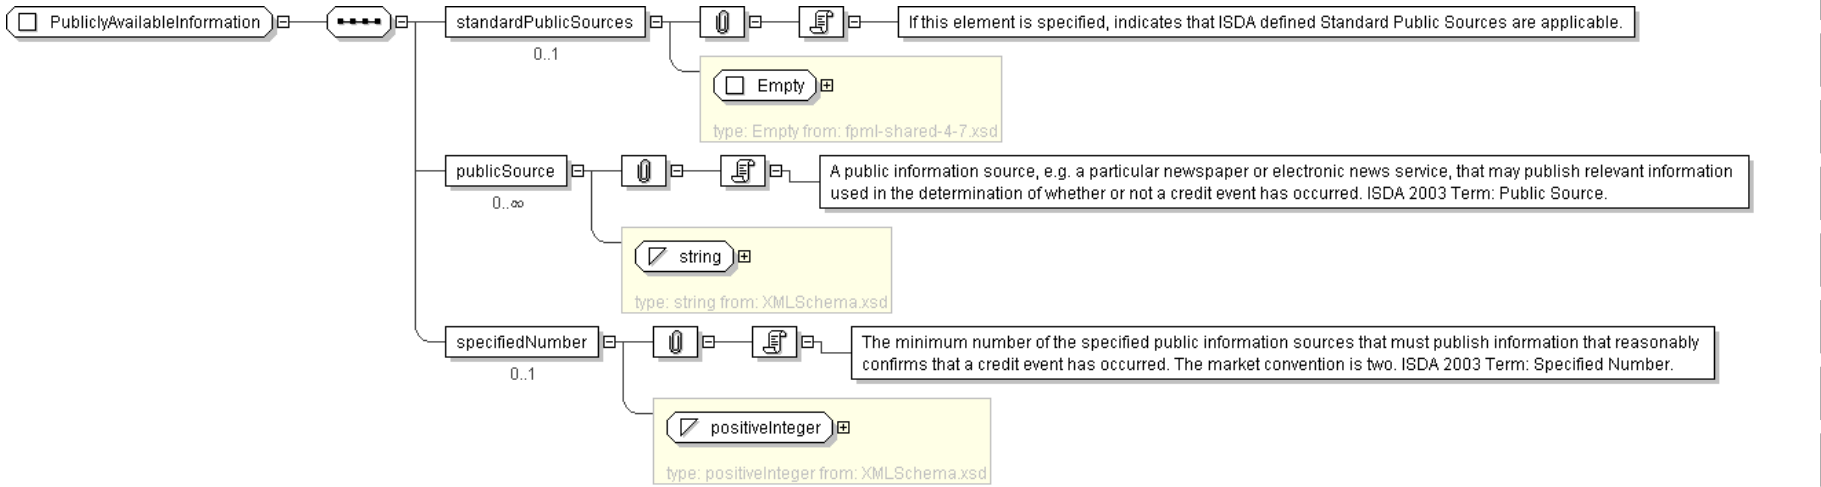 PubliclyAvailableInformation
standardPublicSources
If this element is specified, indicates that ISDA defined Standard Public Sources are applicable.
0..1
Empty
type: Empty from: fpml-shared-4-7.xsd
publicSource
A public information source, e.g. a particular newspaper or electronic news service, that may publish relevant information
used in the determination of whether or not a credit event has occurred. ISDA 2003 Term: Public Source.
0..∞
string
type: string from: XMLSchema.xsd
specifiedNumber
The minimum number of the specified public information sources that must publish information that reasonably
confirms that a credit event has occurred. The market convention is two. ISDA 2003 Term: Specified Number.
0..1
positiveInteger
type: positiveInteger from: XMLSchema.xsd